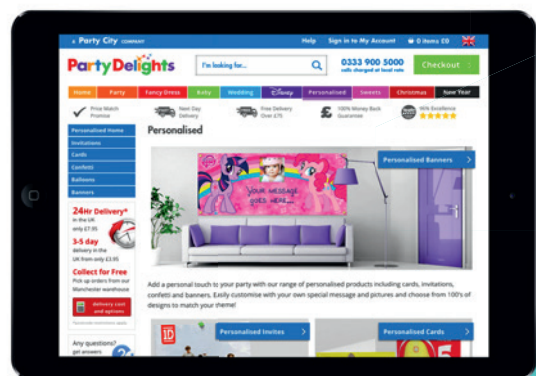 ‹ Party City COMPANY
Help Sign in to My Account 0 items £0
Party Delights
I'm looking for...
0333 900 5000
calls charged at local rate
Checkout
Home Party Fancy Dress Baby Wedding Disney Personalised Sweets Christmas New Year
Price Match
Promise
Next Day
Delivery
Free Delivery
Over £75
100% Money Back
Guarantee
96% Excellence
Personalised Home
Invitations
Cards
Confetti
Balloons
Banners
Personalised
Personalised Banners
YOUR MESSAGE
GOES HERE...
24Hr Delivery*
in the UK
only £7.95
3-5 day
delivery in the
UK from only £3.95
Collect for Free
Pick up orders from our
Manchester warehouse
delivery cost
and options
Any questions?
get answers
Add a personal touch to your party with our range of personalised products including cards, invitations,
confetti and banners. Easily customise with your own special message and pictures and choose from 100's of
designs to match your theme!
1D
Personalised Invites
Personalised Cards